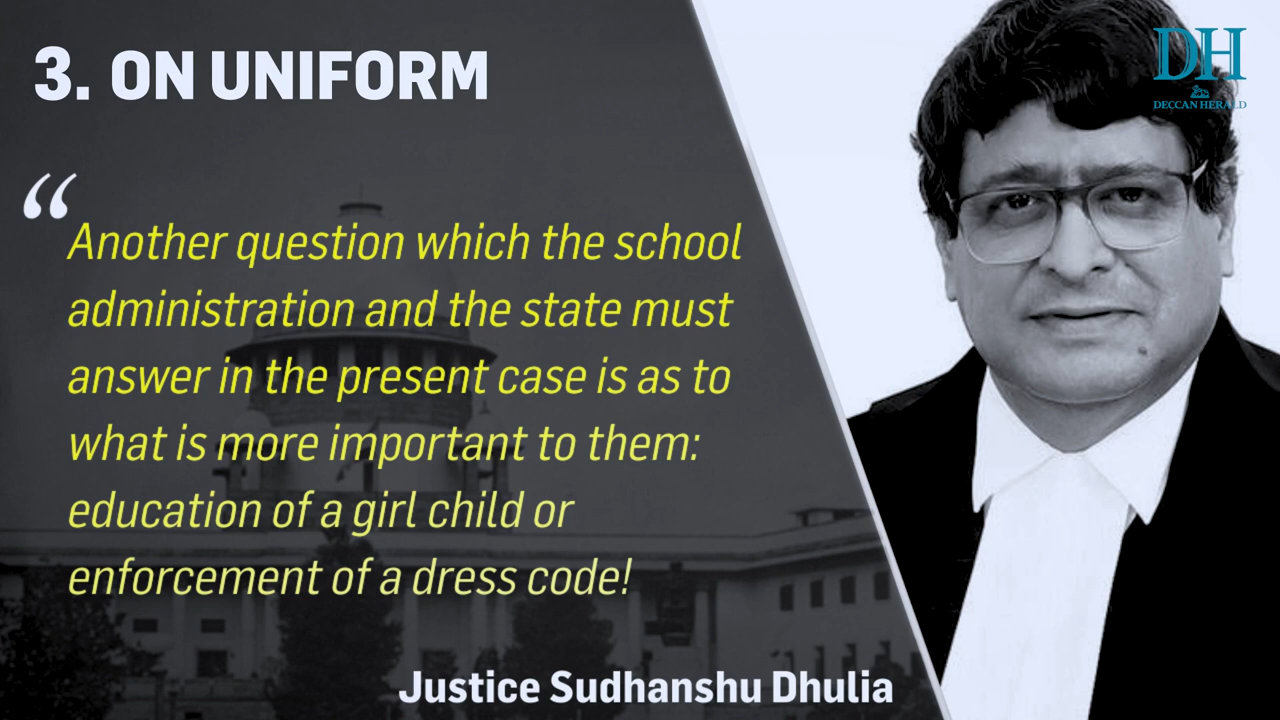 3. ON UNIFORM
DH
DECCAN HERALD
“
Another question which the school
administration and the state must
answer in the present case is as to
what is more important to them:
education of a girl child or
enforcement of a dress code!
Justice Sudhanshu Dhulia